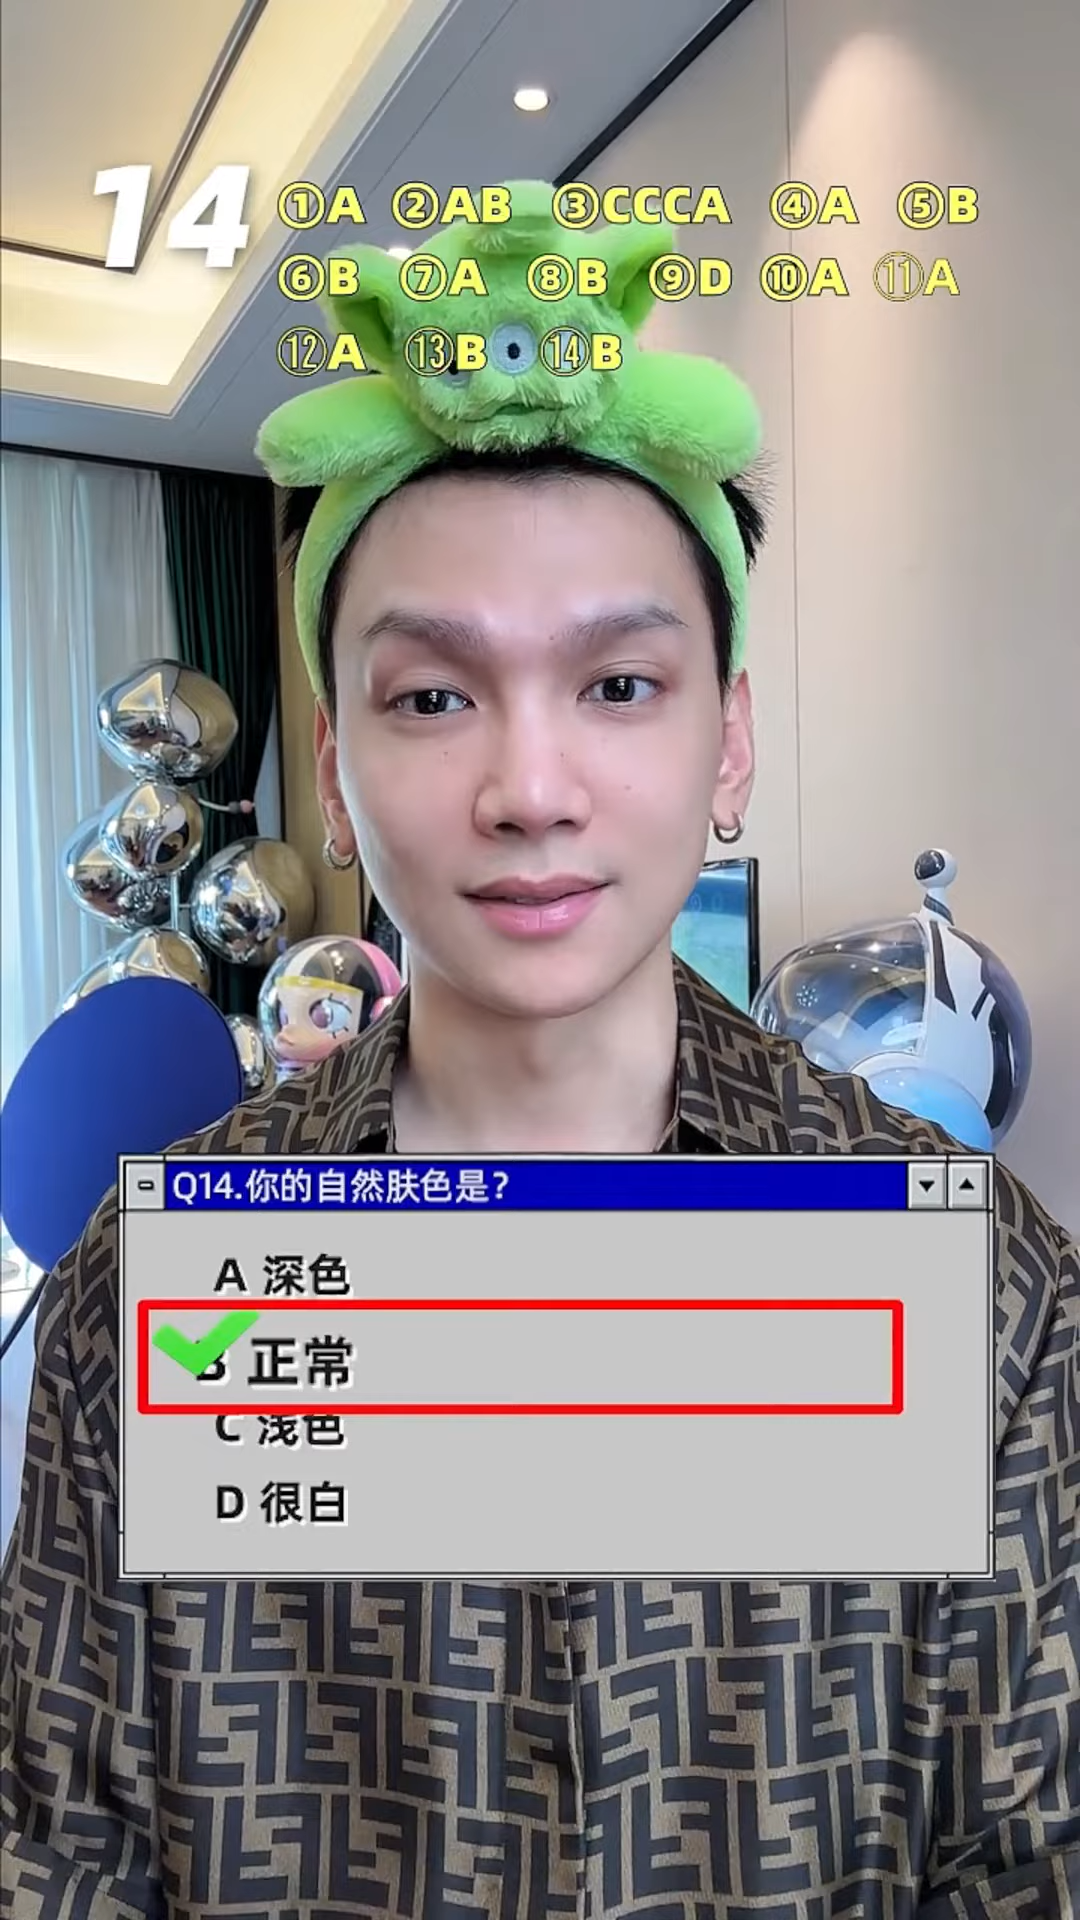 14
①A ②AB ③CCCA ④A ⑤B
⑥B ⑦A ⑧B ⑨D ⑩A ⑪A
⑫A ⑬B ⑭B
Q14.你的自然肤色是?
A 深色
B 正常
C 浅色
D 很白